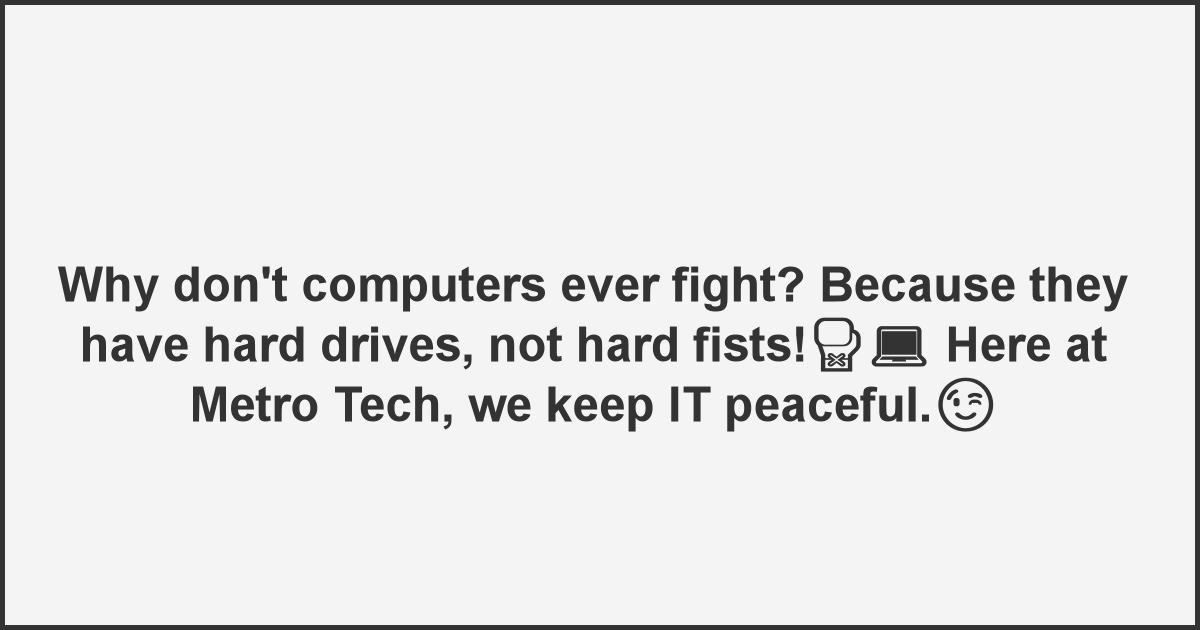 Why don't computers ever fight? Because they
have hard drives, not hard fists!🥊💻 Here at
Metro Tech, we keep IT peaceful.😉